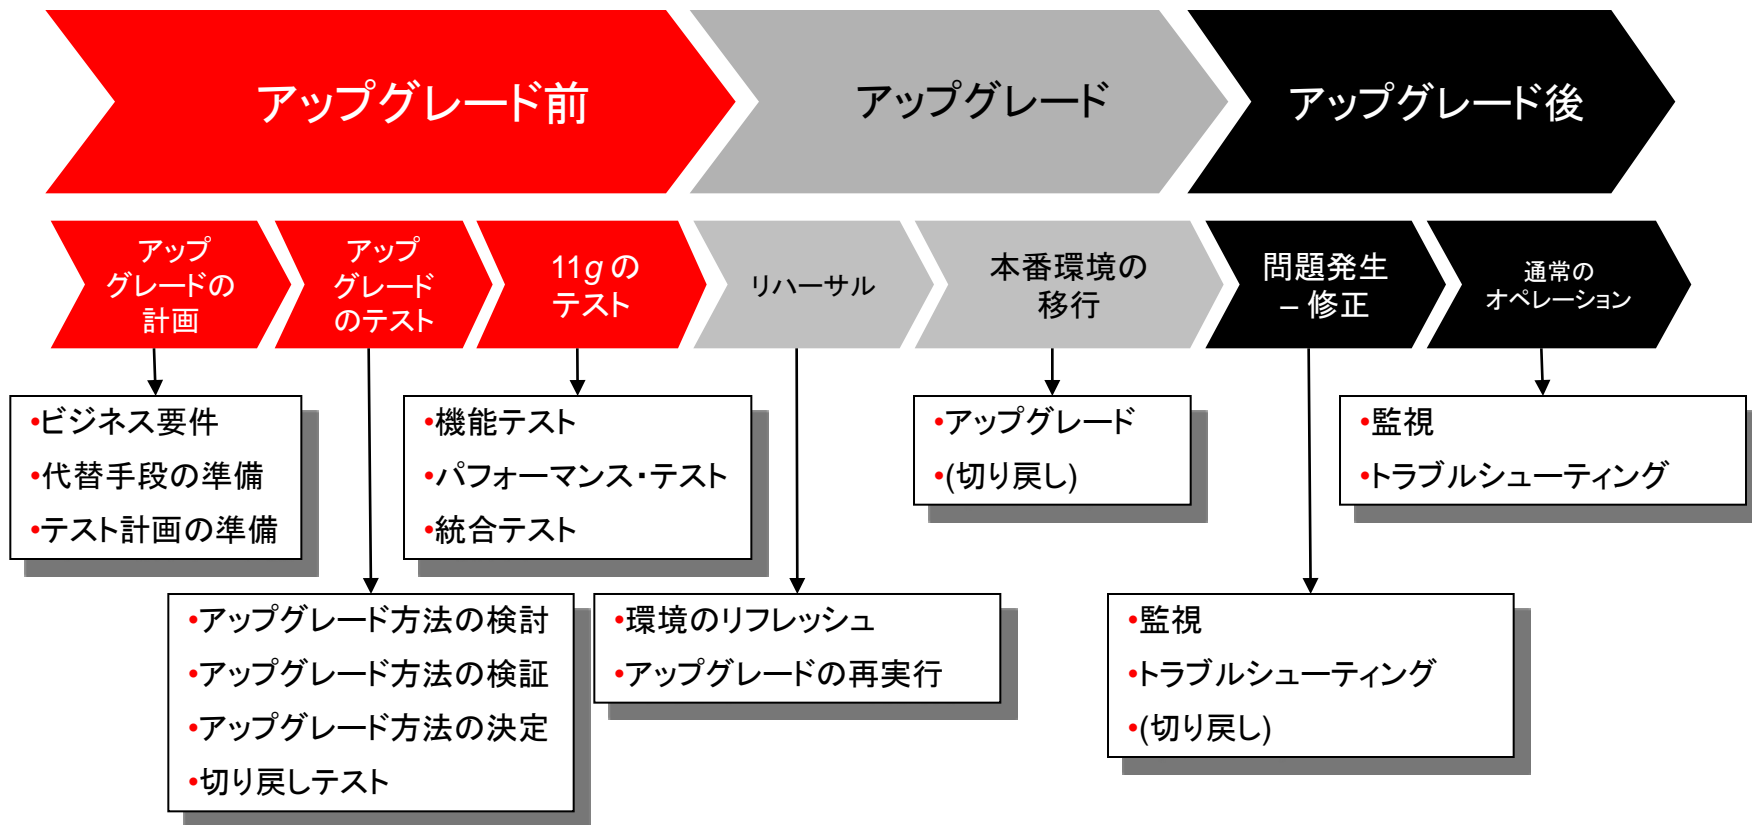 アップグレード前
アップグレード
アップグレード後
アップ
グレードの
計画
アップ
グレード
のテスト
11g の
テスト
リハーサル
本番環境の
移行
問題発生
– 修正
通常の
オペレーション
•ビジネス要件
•代替手段の準備
•テスト計画の準備
•機能テスト
•パフォーマンス・テスト
•統合テスト
•アップグレード
•(切り戻し)
•監視
•トラブルシューティング
•アップグレード方法の検討
•アップグレード方法の検証
•アップグレード方法の決定
•切り戻しテスト
•環境のリフレッシュ
•アップグレードの再実行
•監視
•トラブルシューティング
•(切り戻し)